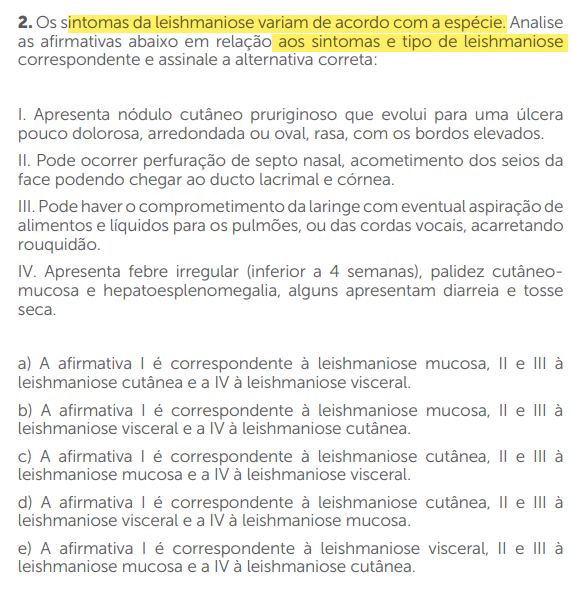 2. Os sintomas da leishmaniose variam de acordo com a espécie. Analise
as afirmativas abaixo em relação aos sintomas e tipo de leishmaniose
correspondente e assinale a alternativa correta:
I. Apresenta nódulo cutâneo pruriginoso que evolui para uma úlcera
pouco dolorosa, arredondada ou oval, rasa, com os bordos elevados.
II. Pode ocorrer perfuração de septo nasal, acometimento dos seios da
face podendo chegar ao ducto lacrimal e córnea.
III. Pode haver o comprometimento da laringe com eventual aspiração de
alimentos e líquidos para os pulmões, ou das cordas vocais, acarretando
rouquidão.
IV. Apresenta febre irregular (inferior a 4 semanas), palidez cutâneo-
mucosa e hepatoesplenomegalia, alguns apresentam diarreia e tosse
seca.
a) A afirmativa I é correspondente à leishmaniose mucosa, II e III à
leishmaniose cutânea e a IV à leishmaniose visceral.
b) A afirmativa I é correspondente à leishmaniose mucosa, II e III à
leishmaniose visceral e a IV à leishmaniose cutânea.
c) A afirmativa I é correspondente à leishmaniose cutânea, II e III à
leishmaniose mucosa e a IV à leishmaniose visceral.
d) A afirmativa I é correspondente à leishmaniose cutânea, II e III à
leishmaniose visceral e a IV à leishmaniose mucosa.
e) A afirmativa I é correspondente à leishmaniose visceral, II e III à
leishmaniose mucosa e a IV à leishmaniose cutânea.